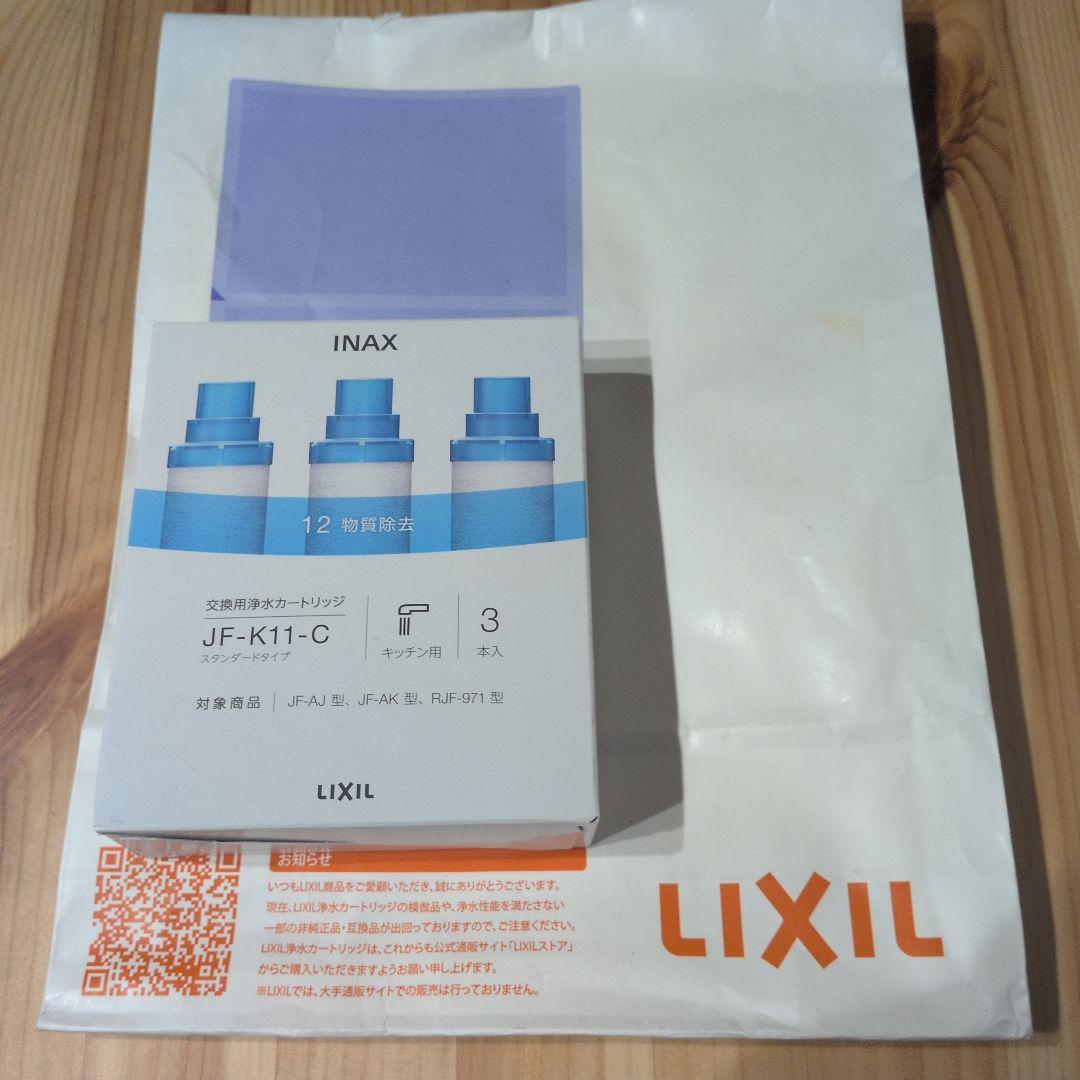 INAX
12 物質除去
交換用浄水カートリッジ
JF-K11-C
スタンダードタイプ
キッチン用
3
本入
対象商品 JF-AJ 型、JF-AK 型、RJF-971 型
LIXIL
お知らせ
いつもLIXIL商品をご愛顧いただき、誠にありがとうございます。
現在、LIXIL浄水カートリッジの模倣品や、浄水性能を満たさない
一部の非純正品・互換品が出回っておりますので、ご注意ください。
LIXIL浄水カートリッジは、これからも公式通販サイト「LIXILストア」
からご購入いただきますようお願い申し上げます。
※LIXILでは、大手通販サイトでの販売は行っておりません。
LIXIL